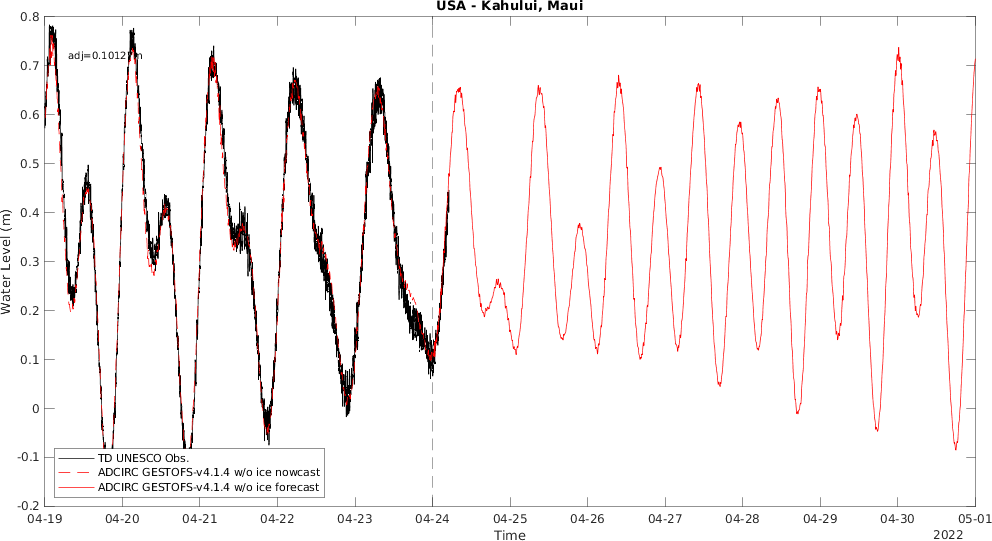 USA - Kahului, Maui
0.8
0.7
0.6
0.5
0.4
0.3
0.2
0.1
0
-0.1
-0.2
Water Level (m)
TD UNESCO Obs.
ADCIRC GESTOFS-v4.1.4 w/o ice nowcast
ADCIRC GESTOFS-v4.1.4 w/o ice forecast
04-19 04-20 04-21 04-22 04-23 04-24 04-25 04-26 04-27 04-28 04-29 04-30 05-01
Time
2022